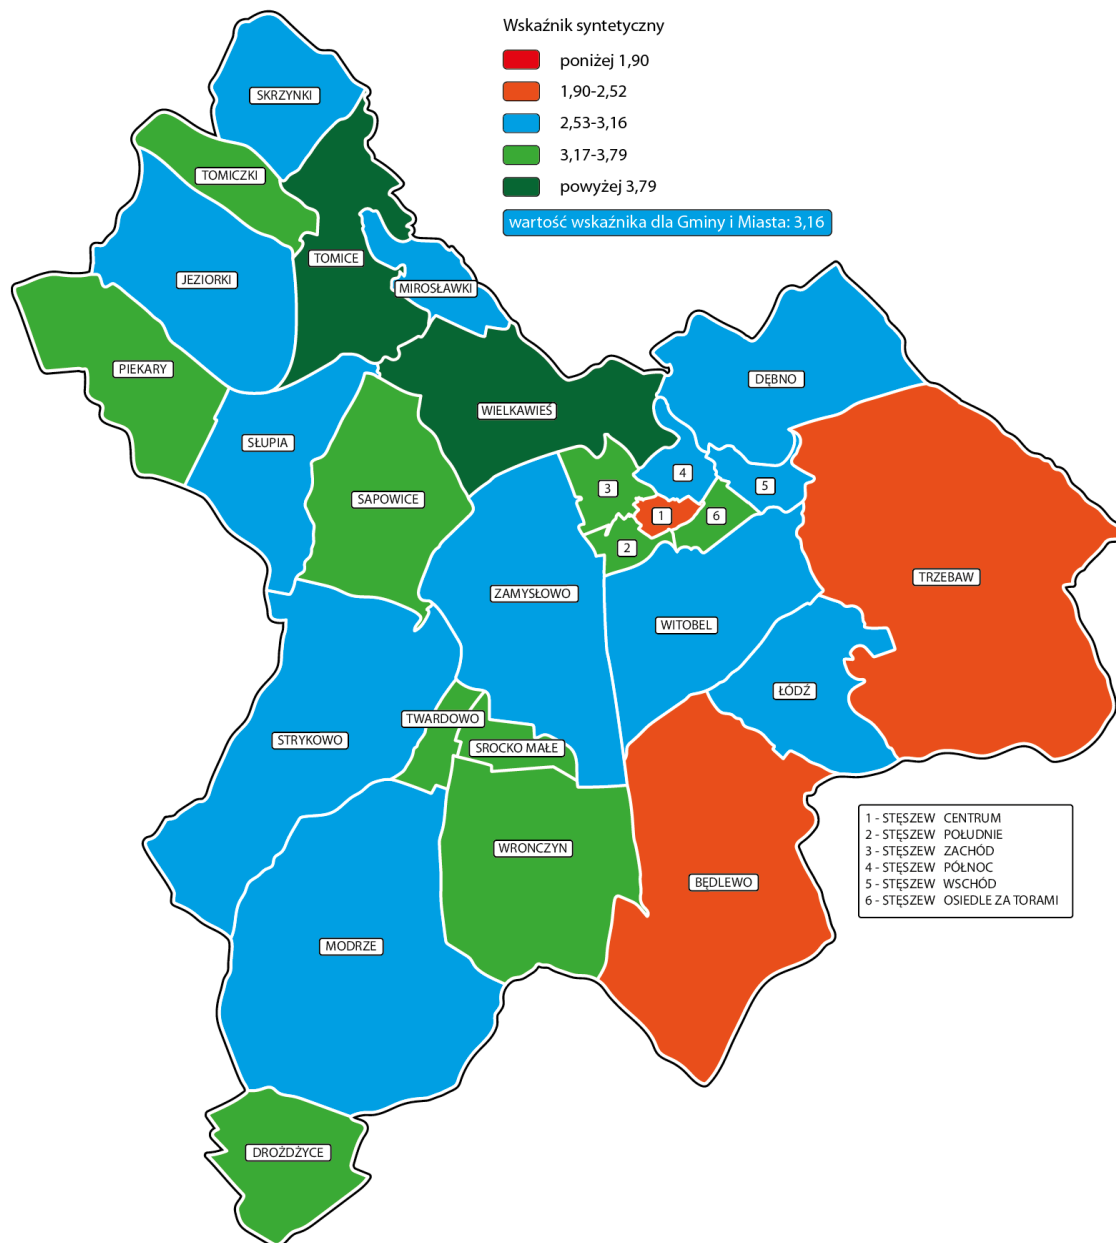 Wskaźnik syntetyczny
poniżej 1,90
1,90-2,52
2,53-3,16
3,17-3,79
powyżej 3,79
wartość wskaźnika dla Gminy i Miasta: 3,16
SKRZYNKI
TOMICZKI
TOMICE
JEZIORKI
MIROSŁAWKI
PIEKARY
DĘBNO
WIELKAWIEŚ
SŁUPIA
4
5
3
SAPOWICE
1
6
2
TRZEBAW
ZAMYSŁOWO
WITOBEL
ŁÓDŹ
TWARDOWO
STRYKOWO
SROCKO MAŁE
WRONCZYN
BĘDLEWO
MODRZE
DROŻDŻYCE
1 - STĘSZEW CENTRUM
2 - STĘSZEW POŁUDNIE
3 - STĘSZEW ZACHÓD
4 - STĘSZEW PÓŁNOC
5 - STĘSZEW WSCHÓD
6 - STĘSZEW OSIEDLE ZA TORAMI